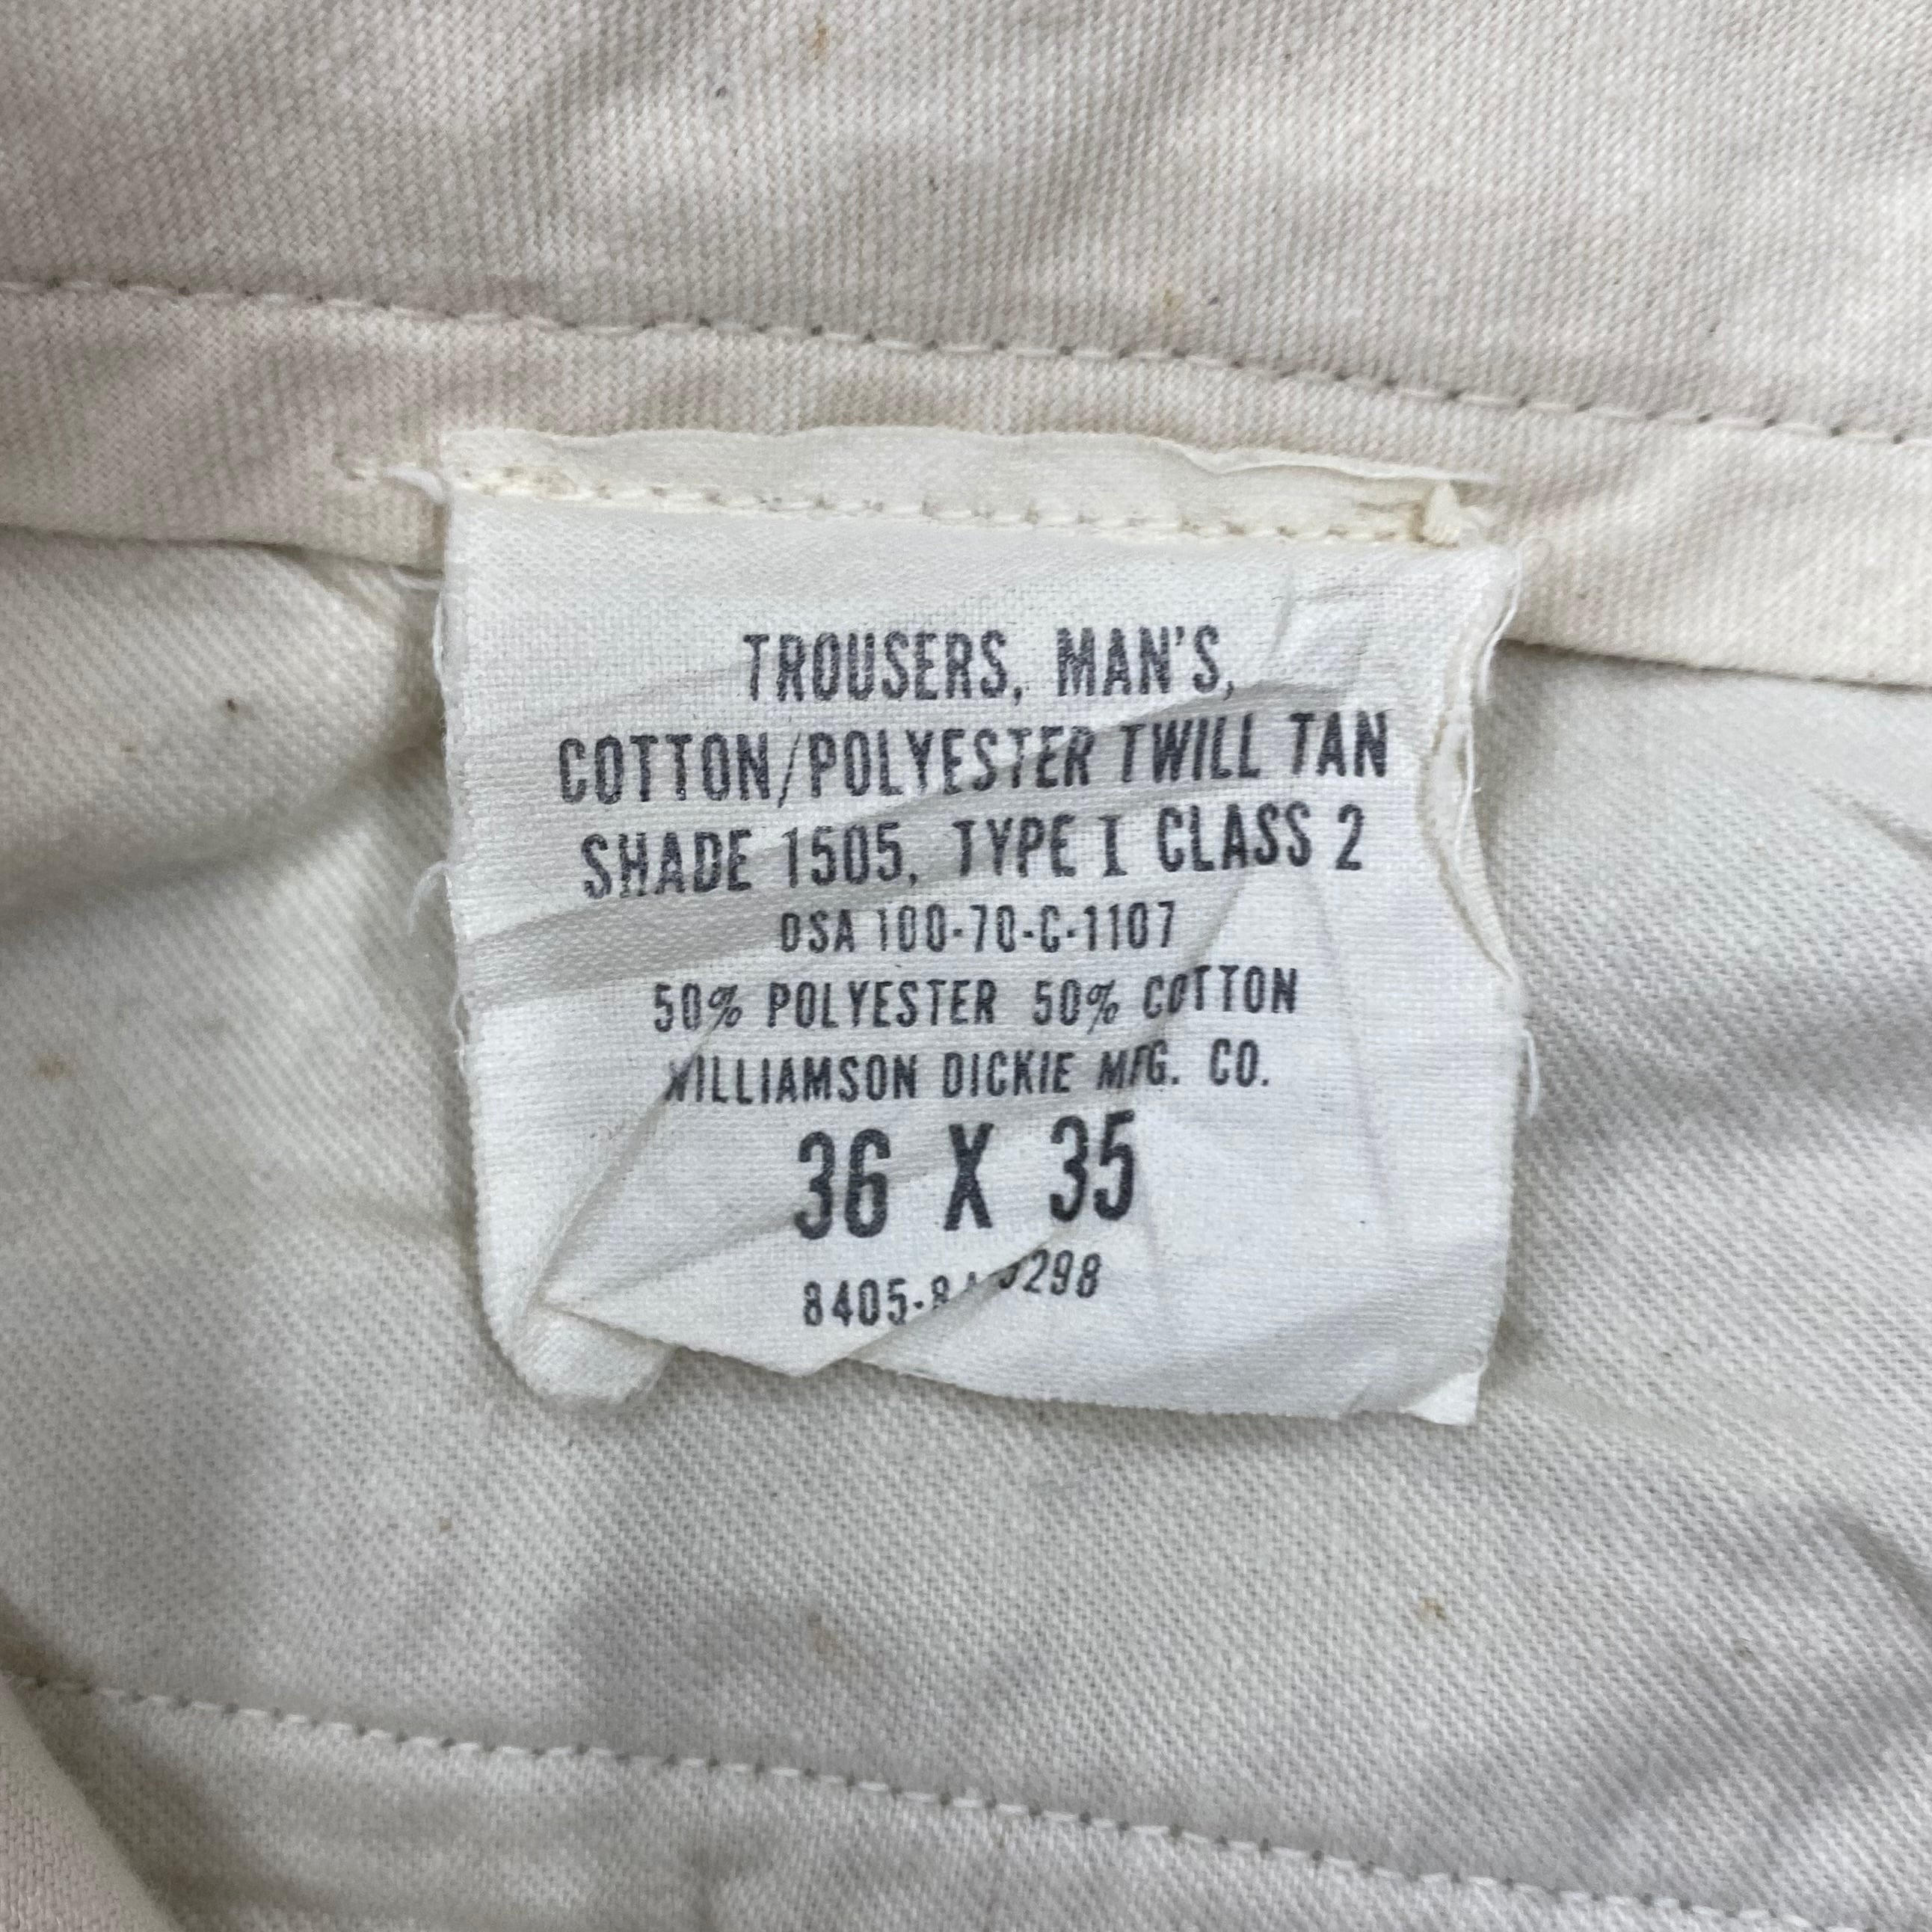 TROUSERS, MAN'S,
COTTON/POLYESTER TWILL TAN
SHADE 1505, TYPE I CLASS 2
DSA 100-70-C-1107
50% POLYESTER 50% COTTON
WILLIAMSON DICKIE MFG. CO.
36 X 35